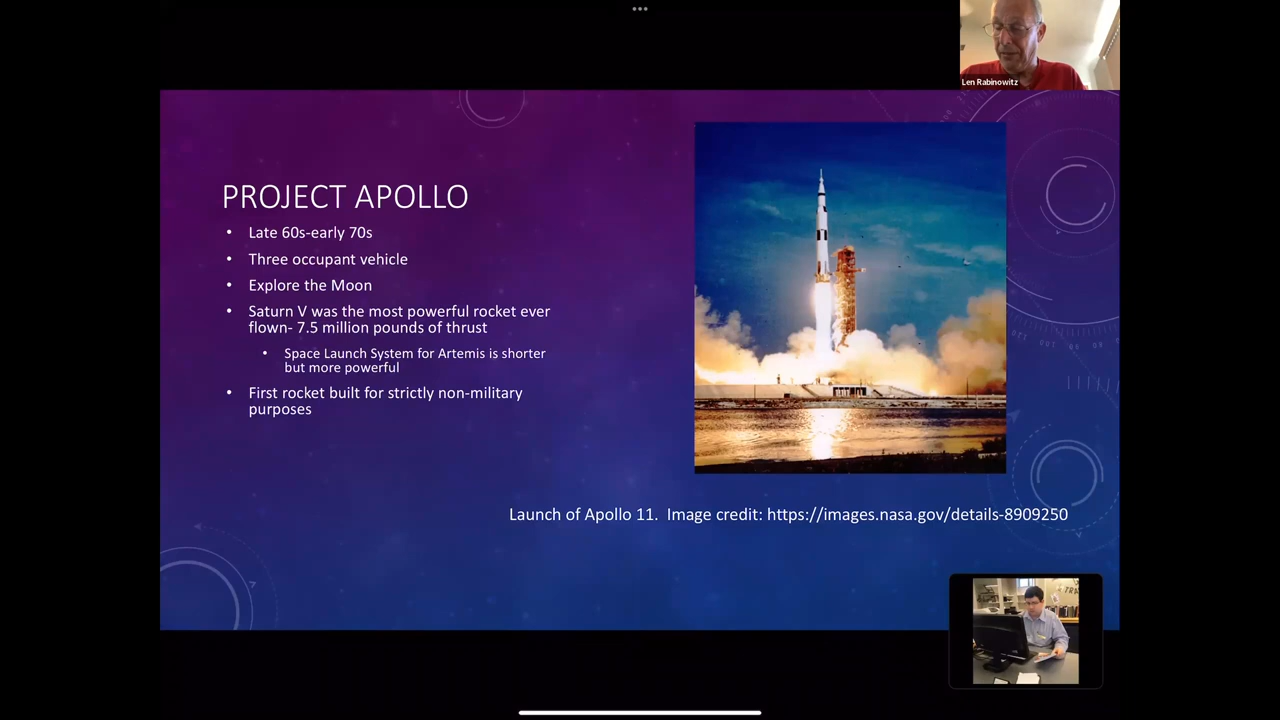 Len Rabinowitz
PROJECT APOLLO
• Late 60s-early 70s
• Three occupant vehicle
• Explore the Moon
• Saturn V was the most powerful rocket ever
flown- 7.5 million pounds of thrust
• Space Launch System for Artemis is shorter
but more powerful
• First rocket built for strictly non-military
purposes
Launch of Apollo 11.  Image credit: https://images.nasa.gov/details-8909250